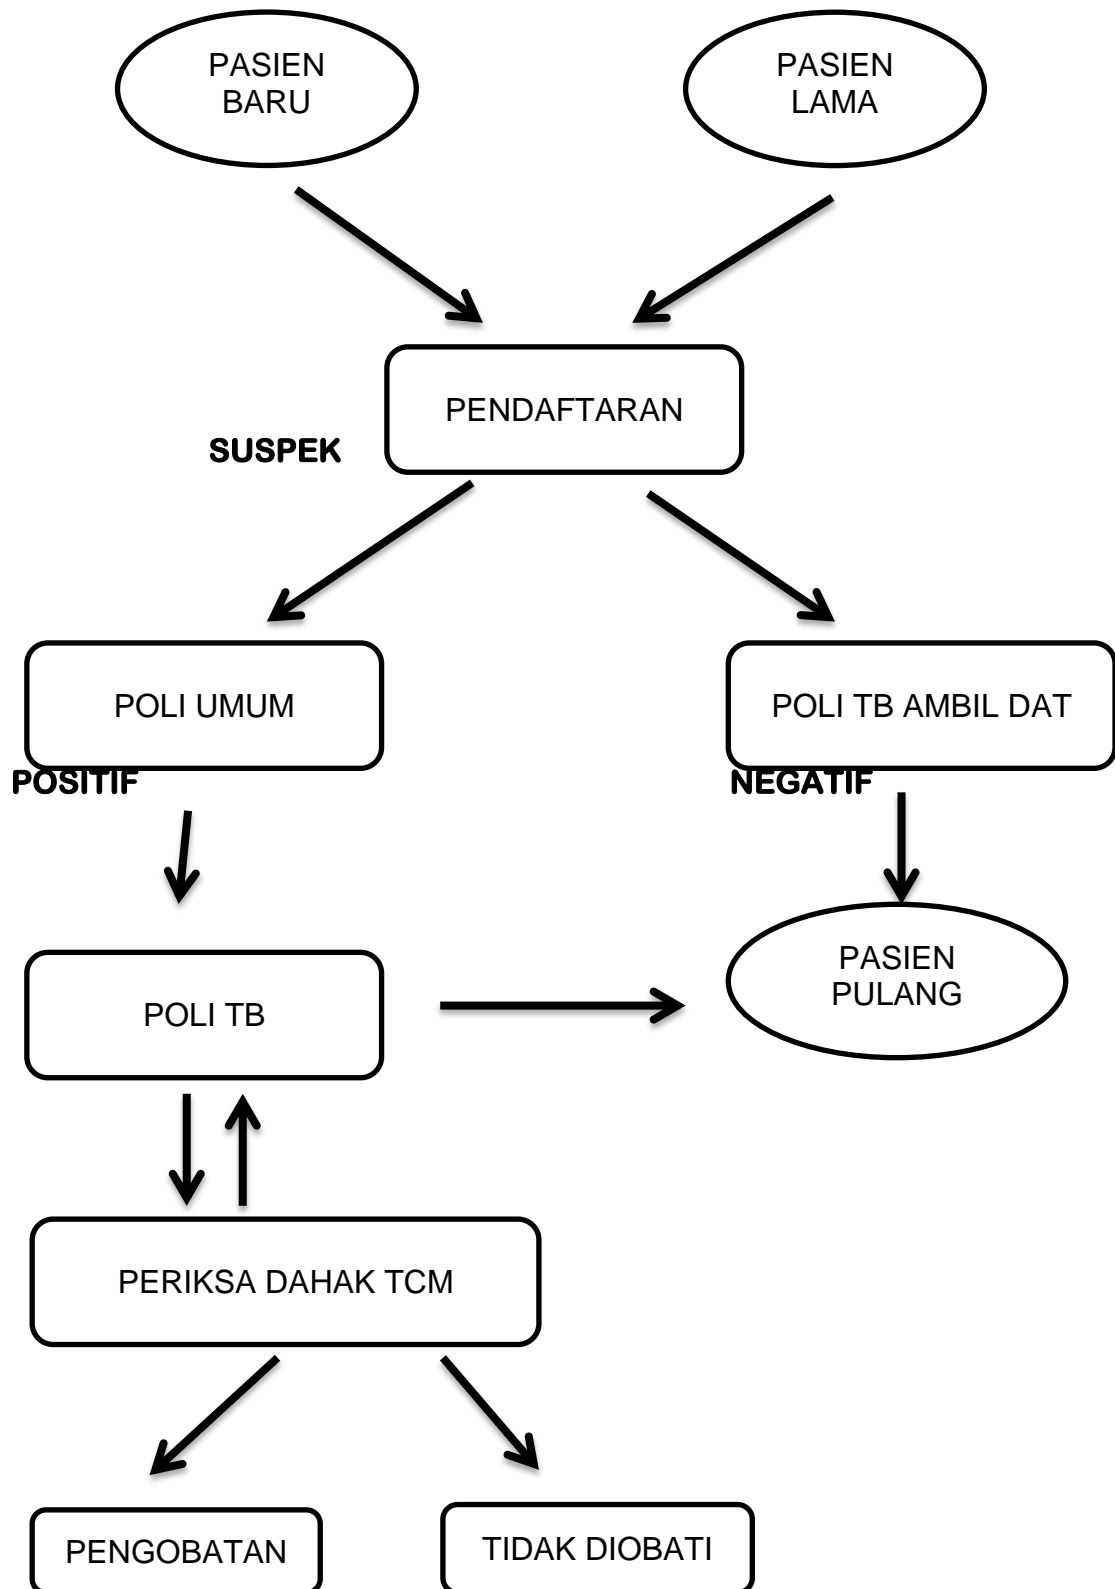 PASIEN
BARU
PASIEN
LAMA
PENDAFTARAN
SUSPEK
POLI UMUM
POLI TB AMBIL DAT
POSITIF
NEGATIF
PASIEN
PULANG
POLI TB
PERIKSA DAHAK TCM
PENGOBATAN
TIDAK DIOBATI